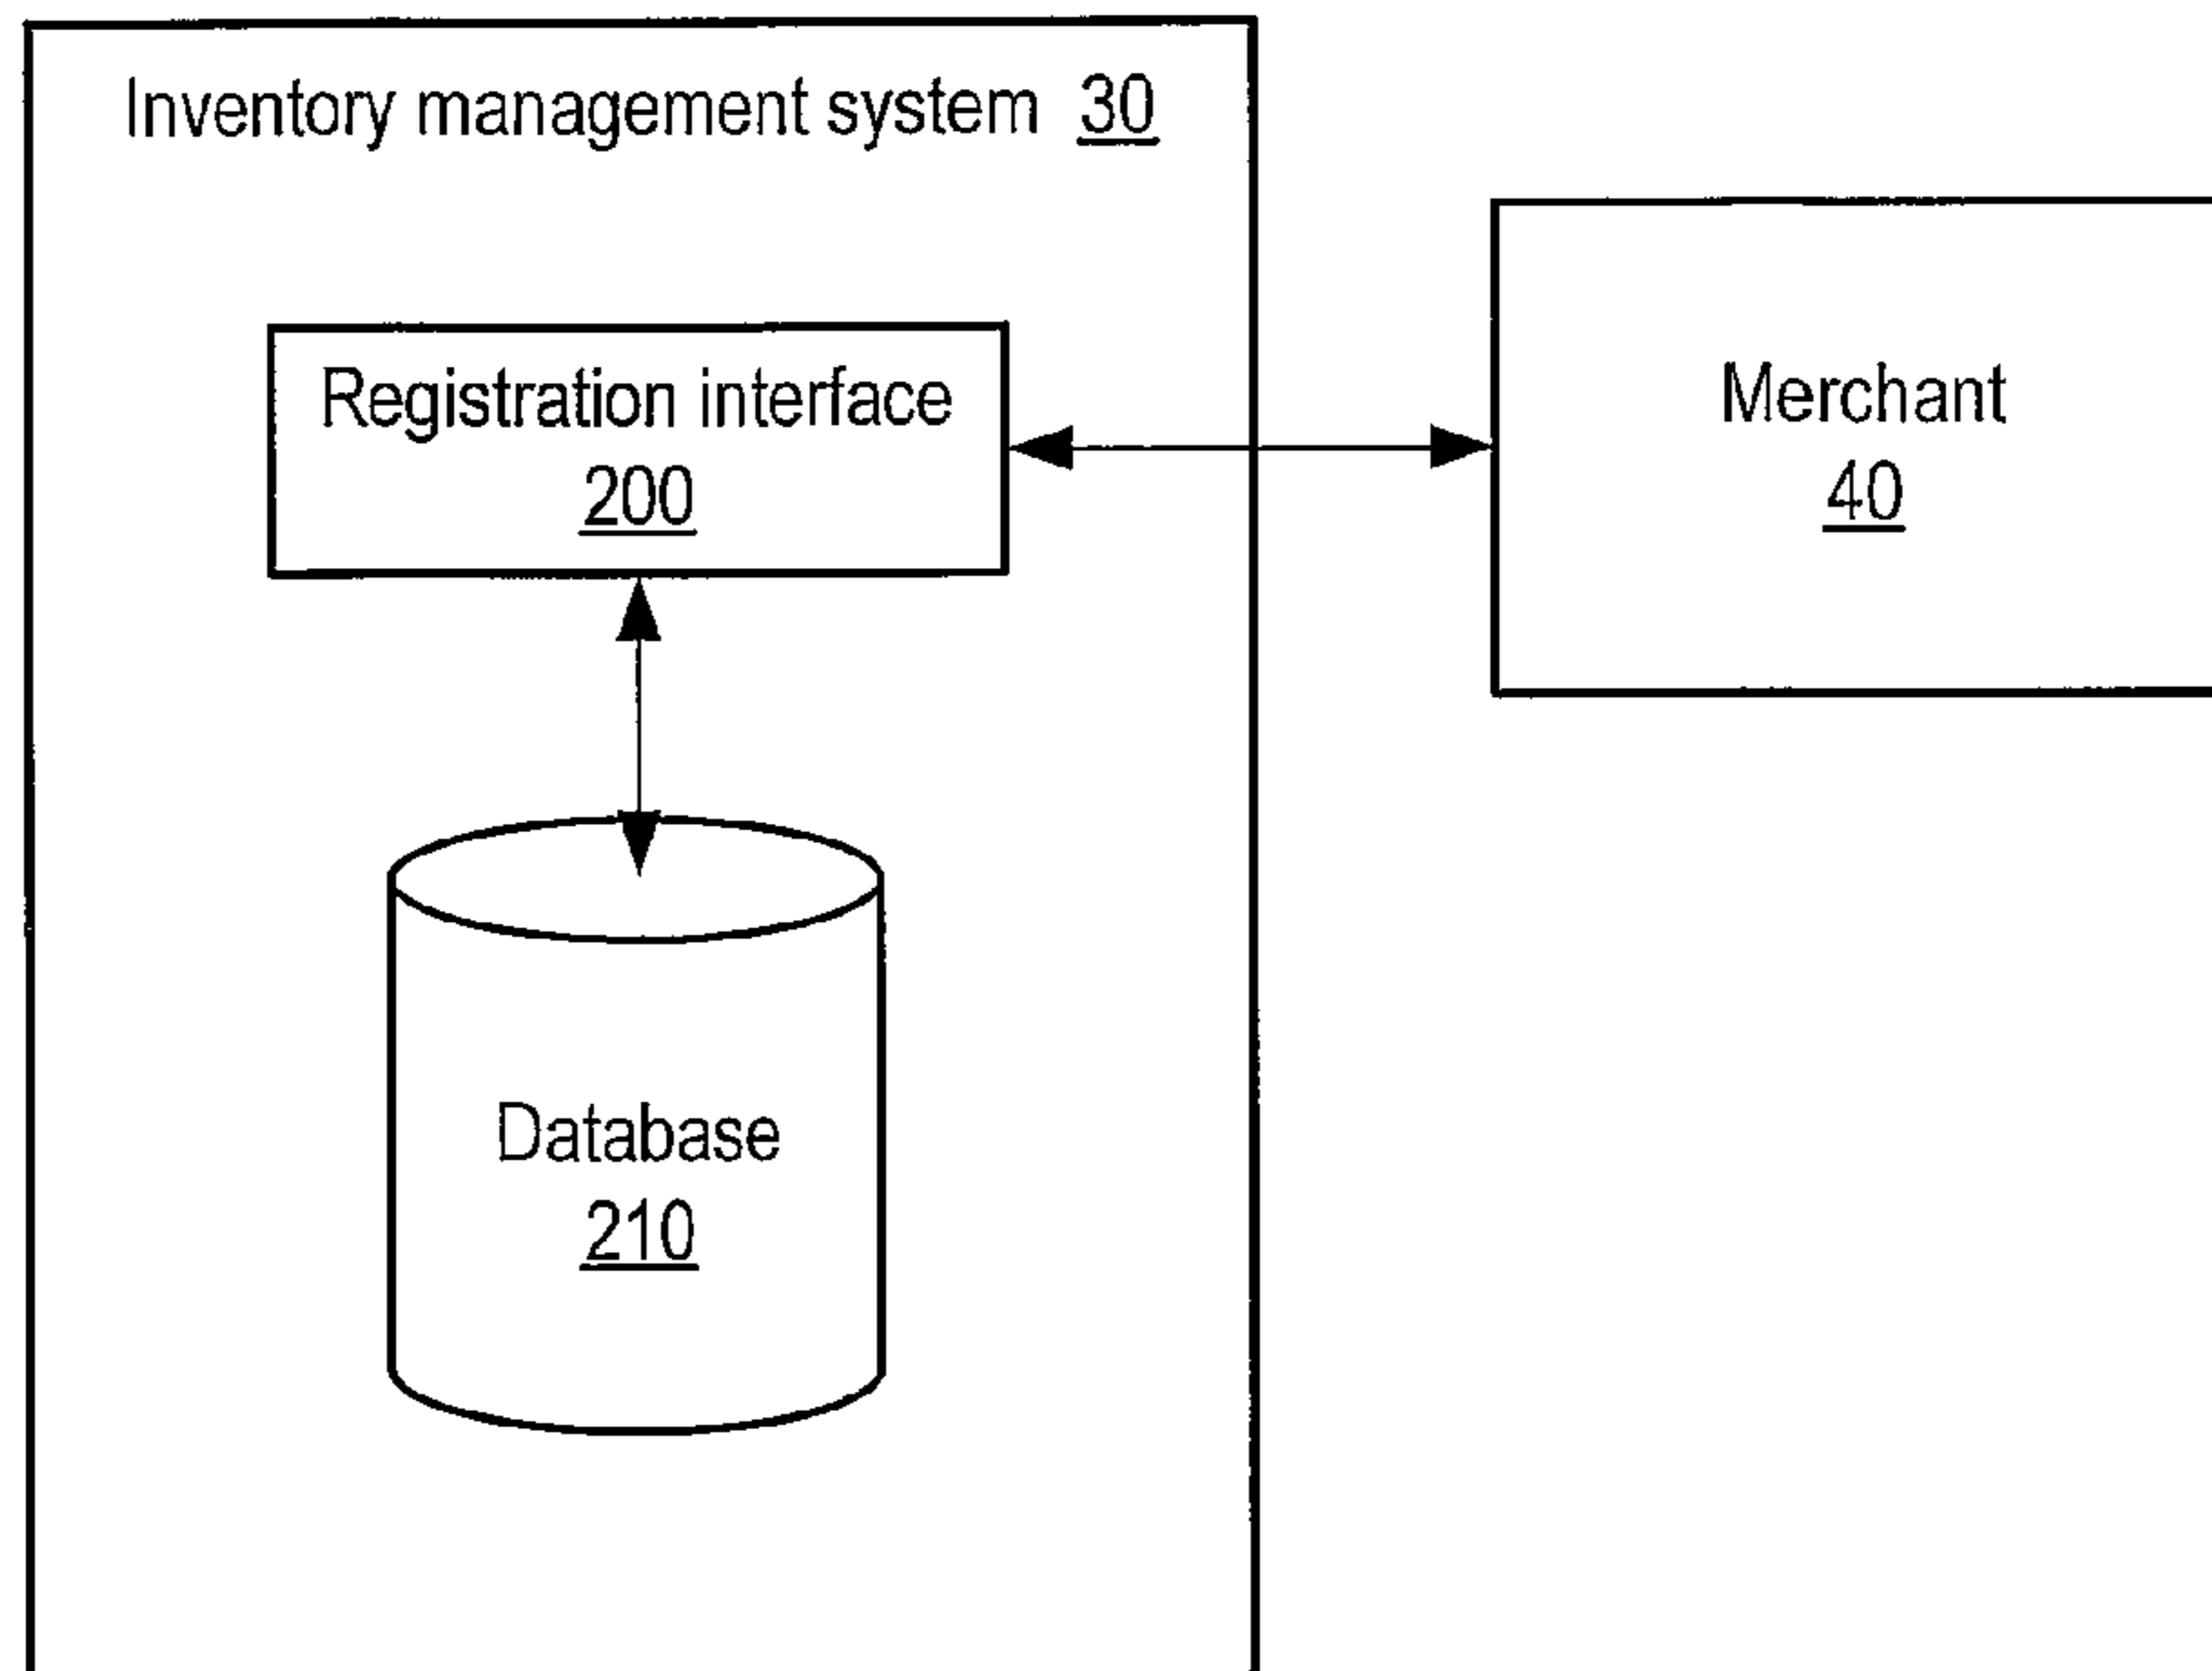 Inventory management system 30
Registration interface
200
Merchant
40
Database
210